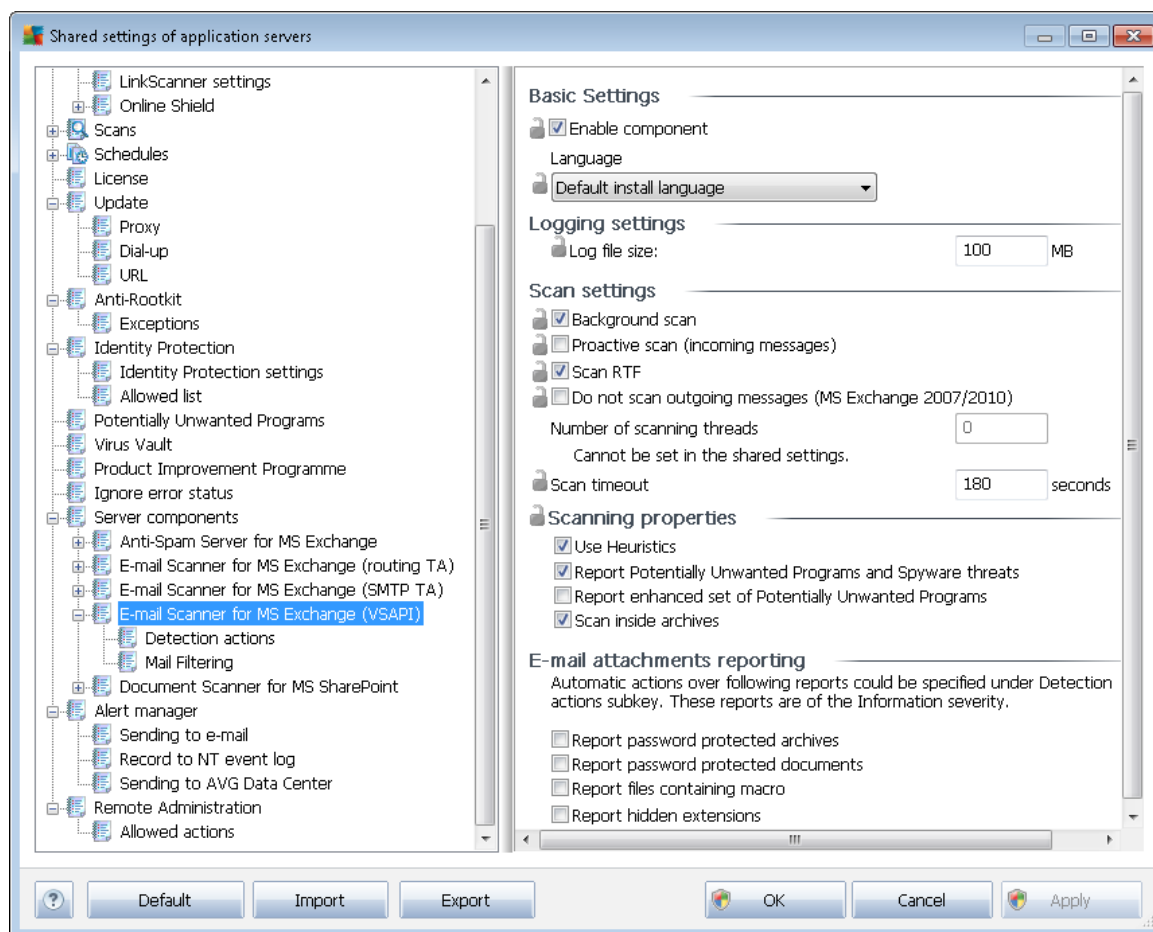 Shared settings of application servers
LinkScanner settings
Online Shield
Scans
Schedules
License
Update
Proxy
Dial-up
URL
Anti-Rootkit
Exceptions
Identity Protection
Identity Protection settings
Allowed list
Potentially Unwanted Programs
Virus Vault
Product Improvement Programme
Ignore error status
Server components
Anti-Spam Server for MS Exchange
E-mail Scanner for MS Exchange (routing TA)
E-mail Scanner for MS Exchange (SMTP TA)
E-mail Scanner for MS Exchange (VSAPI)
Detection actions
Mail Filtering
Document Scanner for MS SharePoint
Alert manager
Sending to e-mail
Record to NT event log
Sending to AVG Data Center
Remote Administration
Allowed actions
Basic Settings
Enable component
Language
Default install language
Logging settings
Log file size: 100 MB
Scan settings
Background scan
Proactive scan (incoming messages)
Scan RTF
Do not scan outgoing messages (MS Exchange 2007/2010)
Number of scanning threads 0
Cannot be set in the shared settings.
Scan timeout 180 seconds
Scanning properties
Use Heuristics
Report Potentially Unwanted Programs and Spyware threats
Report enhanced set of Potentially Unwanted Programs
Scan inside archives
E-mail attachments reporting
Automatic actions over following reports could be specified under Detection
actions subkey. These reports are of the Information severity.
Report password protected archives
Report password protected documents
Report files containing macro
Report hidden extensions
? Default Import Export OK Cancel Apply